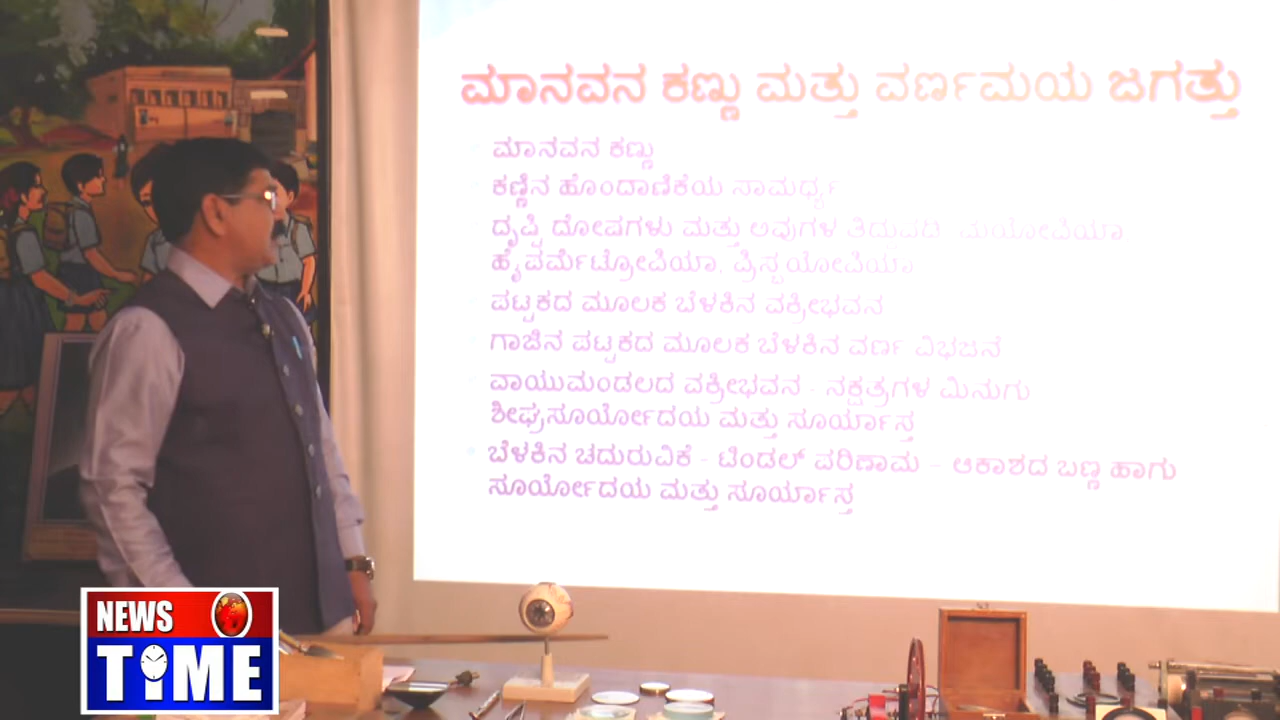 ಮಾನವನ ಕಣ್ಣು ಮತ್ತು ವರ್ಣಮಯ ಜಗತ್ತು
ಮಾನವನ ಕಣ್ಣು
ಕಣ್ಣಿನ ಹೊಂದಾಣಿಕೆಯ ಸಾಮರ್ಥ್ಯ
ದೃಷ್ಟಿ ದೋಷಗಳು ಮತ್ತು ಅವುಗಳ ತಿದ್ದುಪಡಿ ಮಯೋಪಿಯಾ
ಹೈಪರ್ಮೆಟ್ರೋಪಿಯಾ, ಪ್ರಿಸ್ಬಯೋಪಿಯಾ
ಪಟ್ಟಕದ ಮೂಲಕ ಬೆಳಕಿನ ವಕ್ರೀಭವನ
ಗಾಜಿನ ಪಟ್ಟಕದ ಮೂಲಕ ಬೆಳಕಿನ ವರ್ಣ ವಿಭಜನೆ
ವಾಯುಮಂಡಲದ ವಕ್ರೀಭವನ - ನಕ್ಷತ್ರಗಳ ಮಿನುಗು
ಶೀಘ್ರಸೂರ್ಯೋದಯ ಮತ್ತು ಸೂರ್ಯಾಸ್ತ
ಬೆಳಕಿನ ಚದುರುವಿಕೆ - ಟಿಂಡಲ್ ಪರಿಣಾಮ – ಆಕಾಶದ ಬಣ್ಣ ಹಾಗು
ಸೂರ್ಯೋದಯ ಮತ್ತು ಸೂರ್ಯಾಸ್ತ
NEWS
TiME